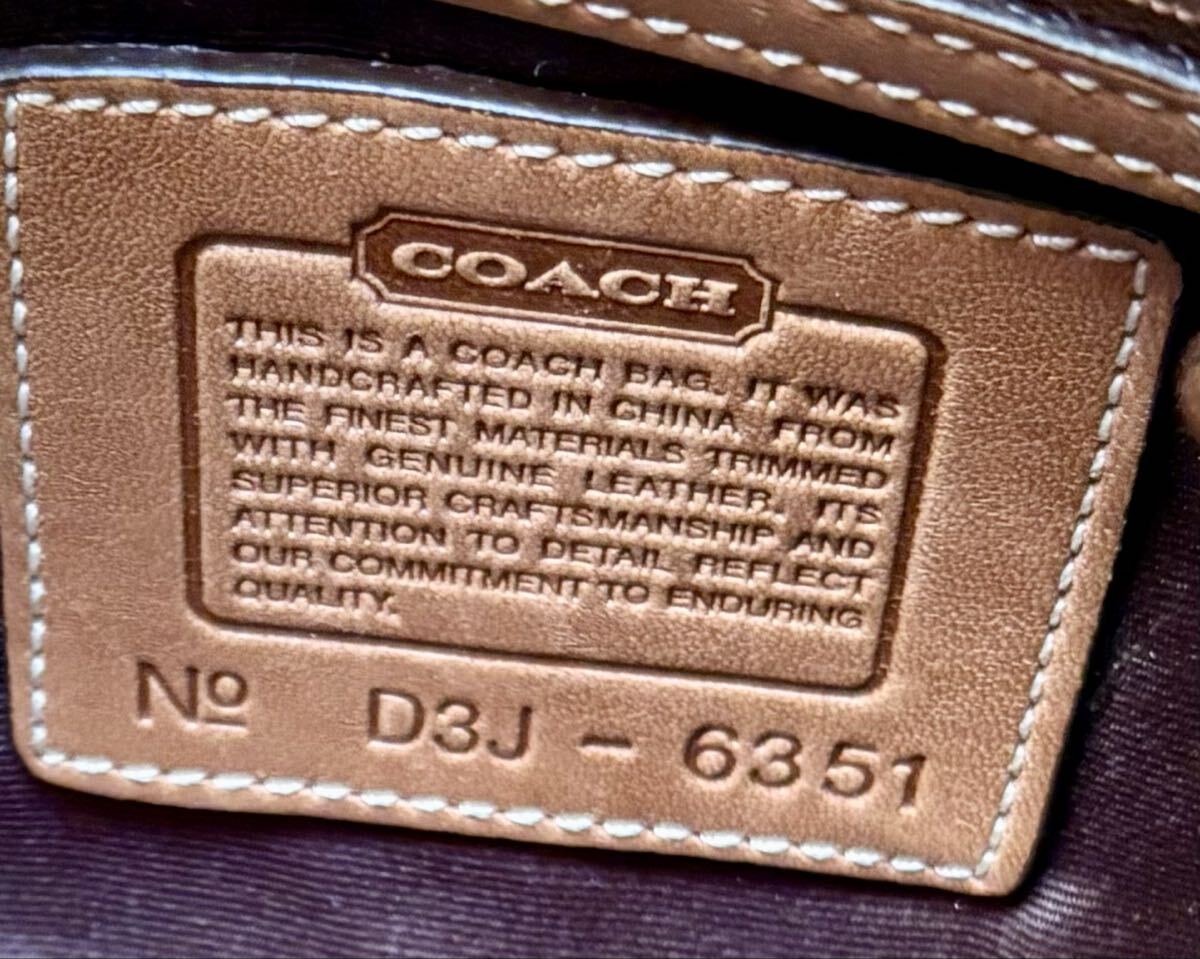 COACH
THIS IS A COACH BAG. IT WAS
HANDCRAFTED IN CHINA FROM
THE FINEST MATERIALS TRIMMED
WITH GENUINE LEATHER. ITS
SUPERIOR CRAFTSMANSHIP AND
ATTENTION TO DETAIL REFLECT
OUR COMMITMENT TO ENDURING
QUALITY.
Nº D3J - 6351